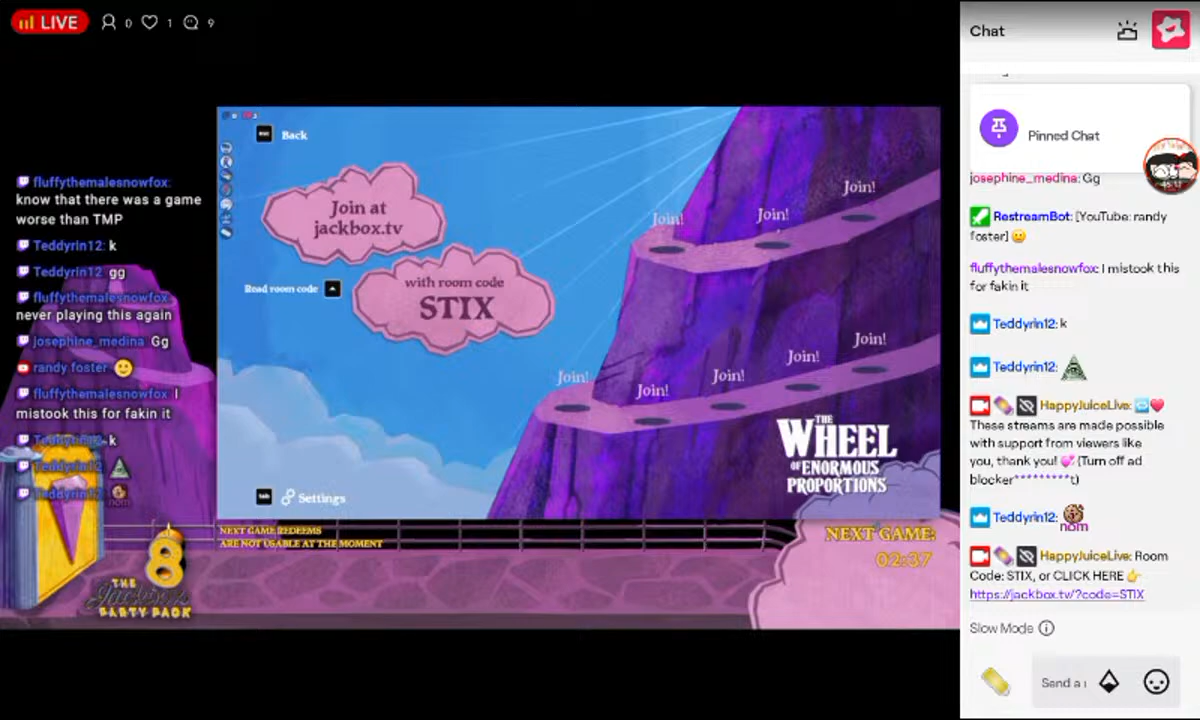 LIVE 0 1 9
Back
Join at
jackbox.tv
Read room code
with room code
STIX
Join!
Join!
Join!
Join!
Join!
Join!
Join!
Join!
THE
WHEEL
OF ENORMOUS
PROPORTIONS
Settings
fluffythemalesnowfox:
know that there was a game
worse than TMP
Teddyrin12: k
Teddyrin12 gg
fluffythemalesnowfox
never playing this again
josephine_medina Gg
randy foster
fluffythemalesnowfox I
mistook this for fakin it
Teddyrin12 k
Teddyrin12
Teddyrin12 nom
NEXT GAME REDEEMS
ARE NOT USABLE AT THE MOMENT
NEXT GAME:
02:37
8
THE
Jackbox
PARTY PACK
Chat
Pinned Chat
josephine_medina: Gg
RestreamBot: [YouTube: randy
foster]
fluffythemalesnowfox: I mistook this
for fakin it
Teddyrin12: k
Teddyrin12:
HappyJuiceLive:
These streams are made possible
with support from viewers like
you, thank you! (Turn off ad
blocker*********t)
Teddyrin12: nom
HappyJuiceLive: Room
Code: STIX, or CLICK HERE
https://jackbox.tv/?code=STIX
Slow Mode
Send a